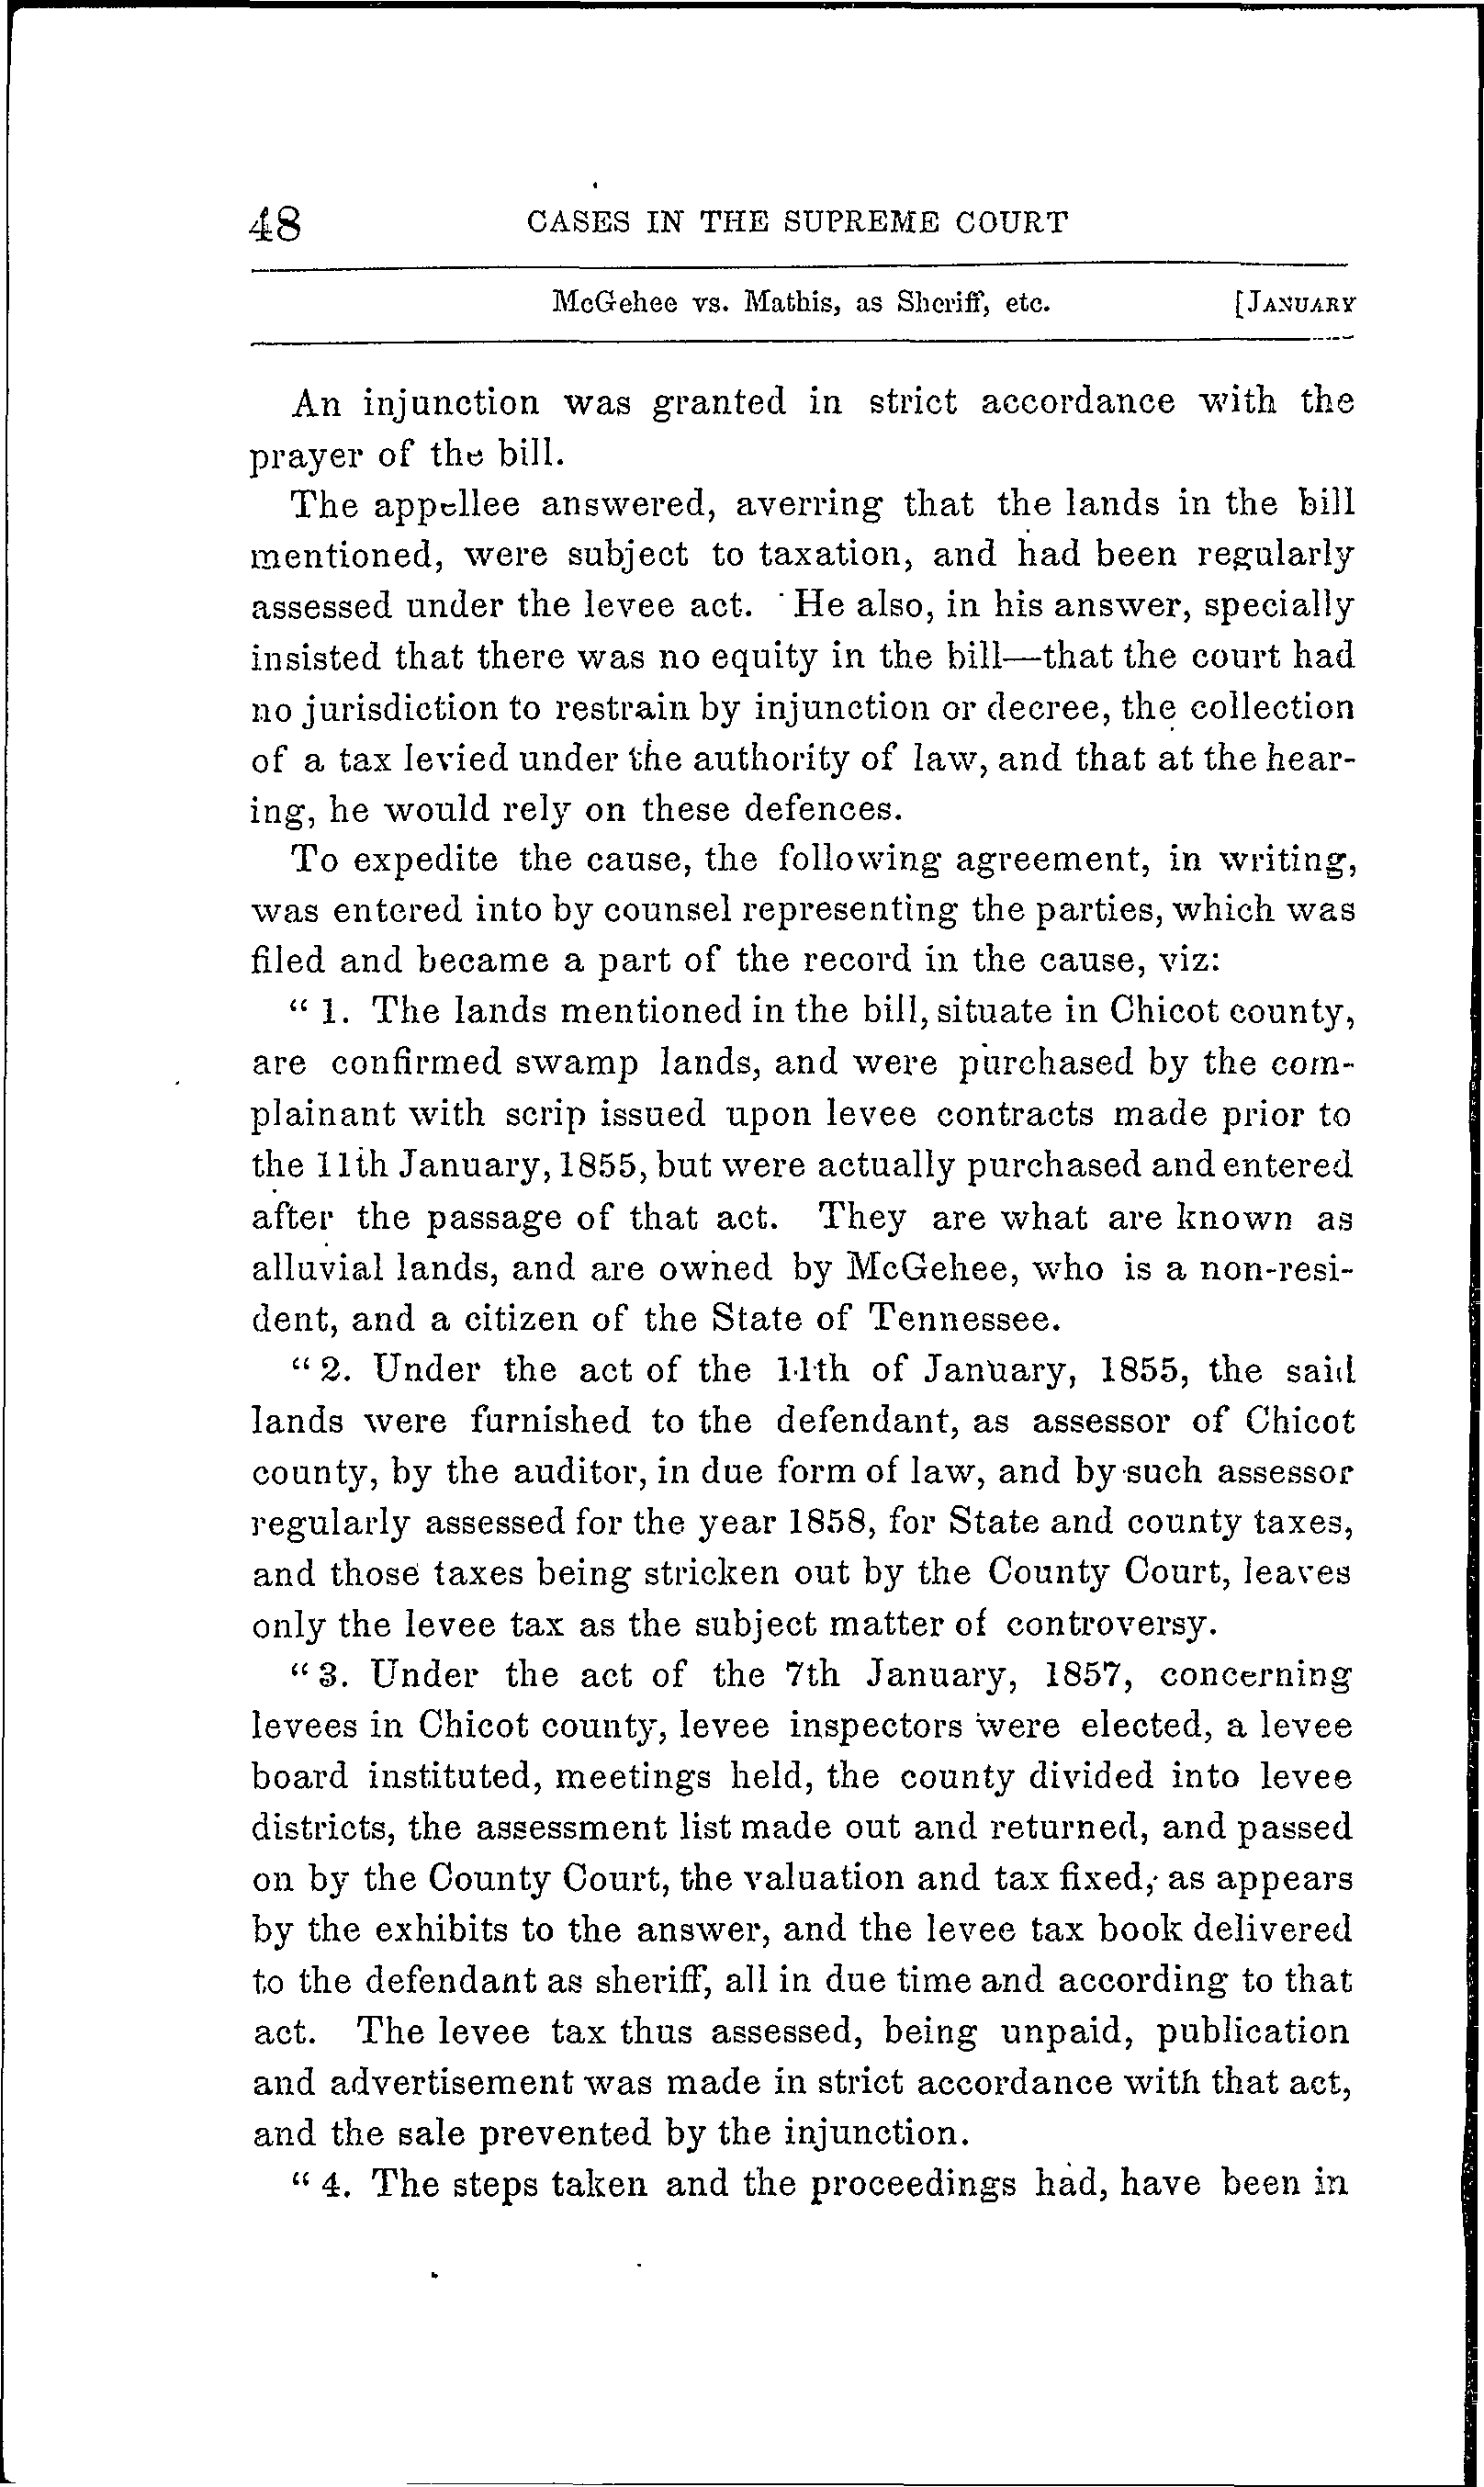 48 CASES IN THE SUPREME COURT
McGehee vs. Mathis, as Sheriff, etc. [JANUARY
An injunction was granted in strict accordance with the
prayer of the bill.
The appellee answered, averring that the lands in the bill
mentioned, were subject to taxation, and had been regularly
assessed under the levee act. He also, in his answer, specially
insisted that there was no equity in the bill—that the court had
no jurisdiction to restrain by injunction or decree, the collection
of a tax levied under the authority of law, and that at the hear-
ing, he would rely on these defences.
To expedite the cause, the following agreement, in writing,
was entered into by counsel representing the parties, which was
filed and became a part of the record in the cause, viz:
" 1. The lands mentioned in the bill, situate in Chicot county,
are confirmed swamp lands, and were purchased by the com-
plainant with scrip issued upon levee contracts made prior to
the 11th January, 1855, but were actually purchased and entered
after the passage of that act. They are what are known as
alluvial lands, and are owned by McGehee, who is a non-resi-
dent, and a citizen of the State of Tennessee.
" 2. Under the act of the 11th of January, 1855, the said
lands were furnished to the defendant, as assessor of Chicot
county, by the auditor, in due form of law, and by such assessor
regularly assessed for the year 1858, for State and county taxes,
and those taxes being stricken out by the County Court, leaves
only the levee tax as the subject matter of controversy.
" 3. Under the act of the 7th January, 1857, concerning
levees in Chicot county, levee inspectors were elected, a levee
board instituted, meetings held, the county divided into levee
districts, the assessment list made out and returned, and passed
on by the County Court, the valuation and tax fixed, as appears
by the exhibits to the answer, and the levee tax book delivered
to the defendant as sheriff, all in due time and according to that
act. The levee tax thus assessed, being unpaid, publication
and advertisement was made in strict accordance with that act,
and the sale prevented by the injunction.
" 4. The steps taken and the proceedings had, have been in